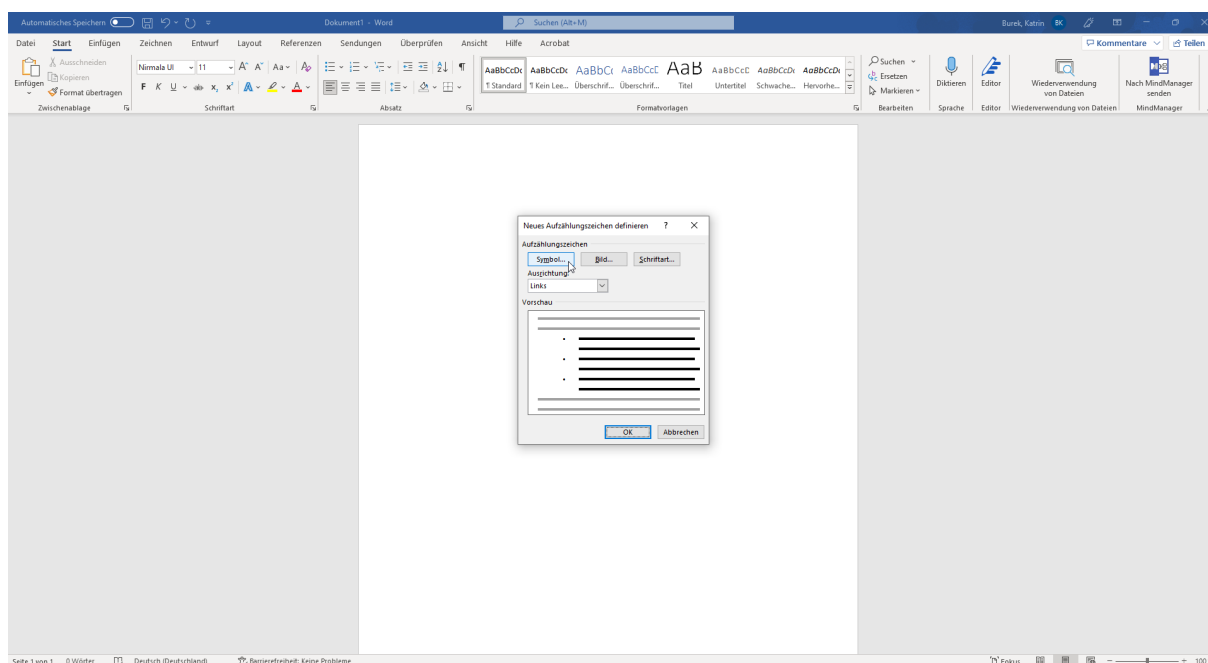 Automatisches Speichern
Dokument1 - Word
Suchen (Alt+M)
Burek, Katrin BK
Datei Start Einfügen Zeichnen Entwurf Layout Referenzen Sendungen Überprüfen Ansicht Hilfe Acrobat
Kommentare Teilen
Einfügen
Ausschneiden
Kopieren
Format übertragen
Zwischenablage
Nirmala UI 11
F K U ab x₂ x²
Schriftart
Absatz
AaBbCcDc AaBbCcDc AaBbCc AaBbCcC AaB AaBbCcC AaBbCcDc AaBbCcDc
¶ Standard ¶ Kein Lee... Überschrif... Überschrif... Titel Untertitel Schwache... Hervorhe...
Formatvorlagen
Suchen
Ersetzen
Markieren
Bearbeiten
Diktieren
Sprache
Editor
Editor
Wiederverwendung
von Dateien
Wiederverwendung von Dateien
Nach MindManager
senden
MindManager
Neues Aufzählungszeichen definieren ? X
Aufzählungszeichen
Symbol... Bild... Schriftart...
Ausrichtung:
Links
Vorschau
OK Abbrechen
Seite 1 von 1 0 Wörter Deutsch (Deutschland) Barrierefreiheit: Keine Probleme
Fokus
100